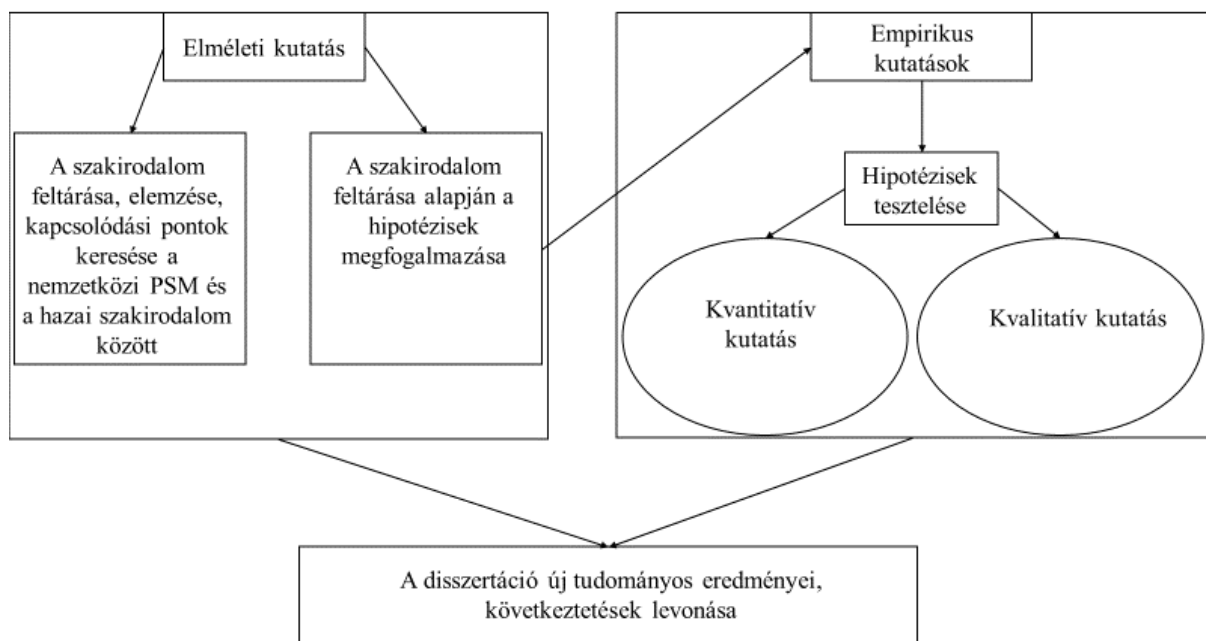 Elméleti kutatás
A szakirodalom
feltárása, elemzése,
kapcsolódási pontok
keresése a
nemzetközi PSM és
a hazai szakirodalom
között
A szakirodalom
feltárása alapján a
hipotézisek
megfogalmazása
Empirikus
kutatások
Hipotézisek
tesztelése
Kvantitatív
kutatás
Kvalitatív kutatás
A disszertáció új tudományos eredményei,
következtetések levonása